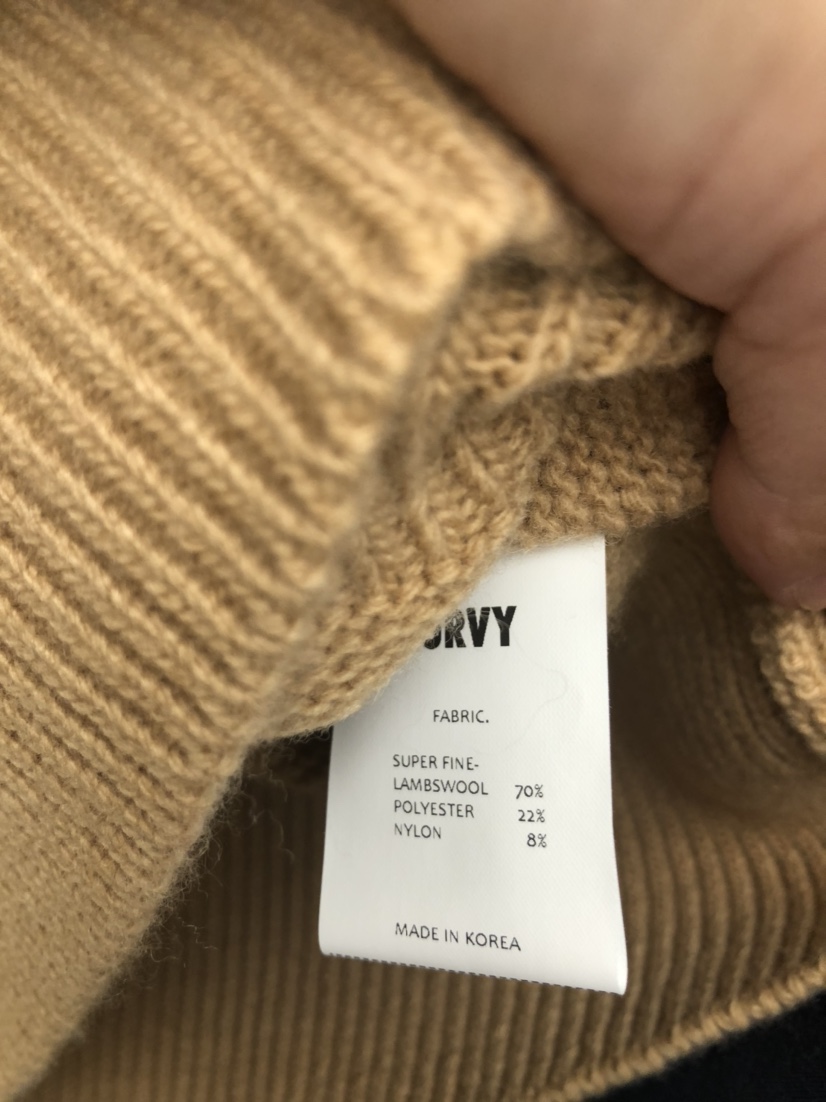 FABRIC.
SUPER FINE-
LAMBSWOOL 70%
POLYESTER 22%
NYLON 8%
MADE IN KOREA